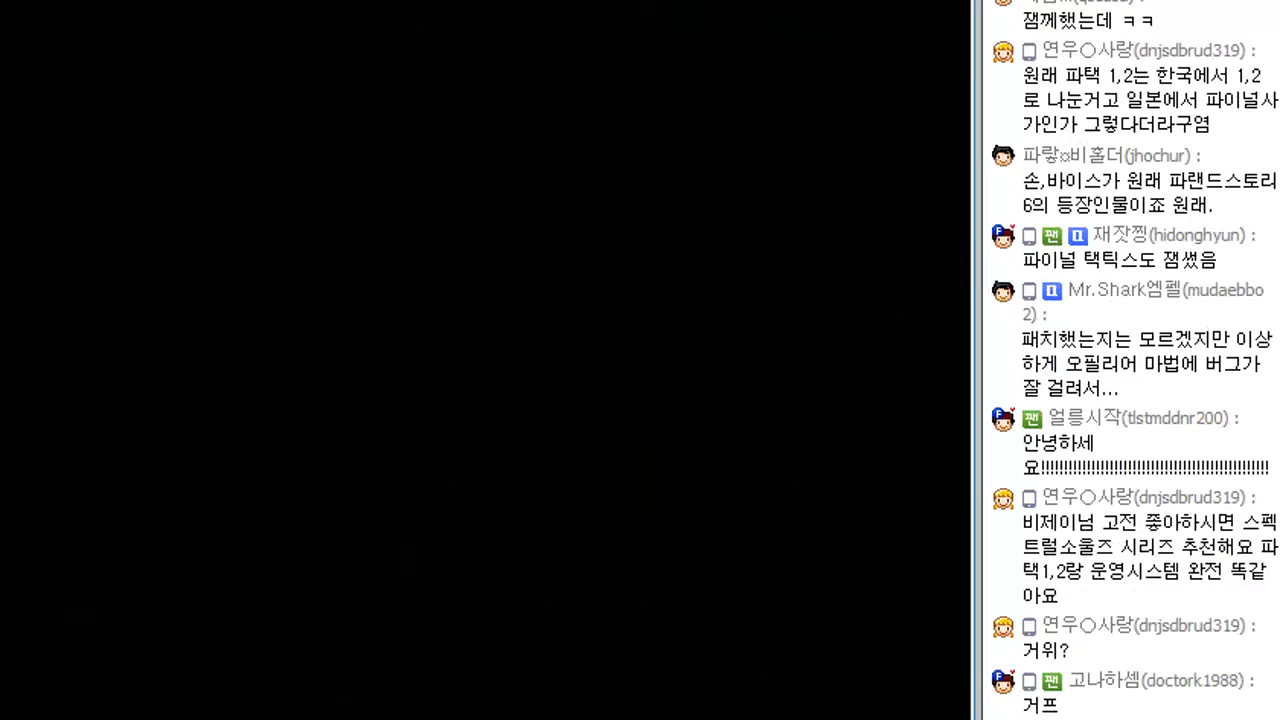 잼께했는데 ㅋㅋ
연우○사랑(dnjsdbrud319) :
원래 파택 1,2는 한국에서 1,2
로 나눈거고 일본에서 파이널사
가인가 그렇다더라구염
파랗¤비홀더(jhochur) :
손,바이스가 원래 파랜드스토리
6의 등장인물이죠 원래.
팬 재잣찡(hidonghyun) :
파이널 택틱스도 잼썼음
Mr.Shark엠펠(mudaebbo
2) :
패치했는지는 모르겠지만 이상
하게 오필리어 마법에 버그가
잘 걸려서...
팬 얼릉시작(tlstmddnr200) :
안녕하세
요!!!!!!!!!!!!!!!!!!!!!!!!!!!!!!!!!!!!!!!!!!!!!!!!!!
연우○사랑(dnjsdbrud319) :
비제이넘 고전 좋아하시면 스펙
트럴소울즈 시리즈 추천해요 파
택1,2랑 운영시스템 완전 똑같
아요
연우○사랑(dnjsdbrud319) :
거위?
팬 고나하셈(doctork1988) :
거프